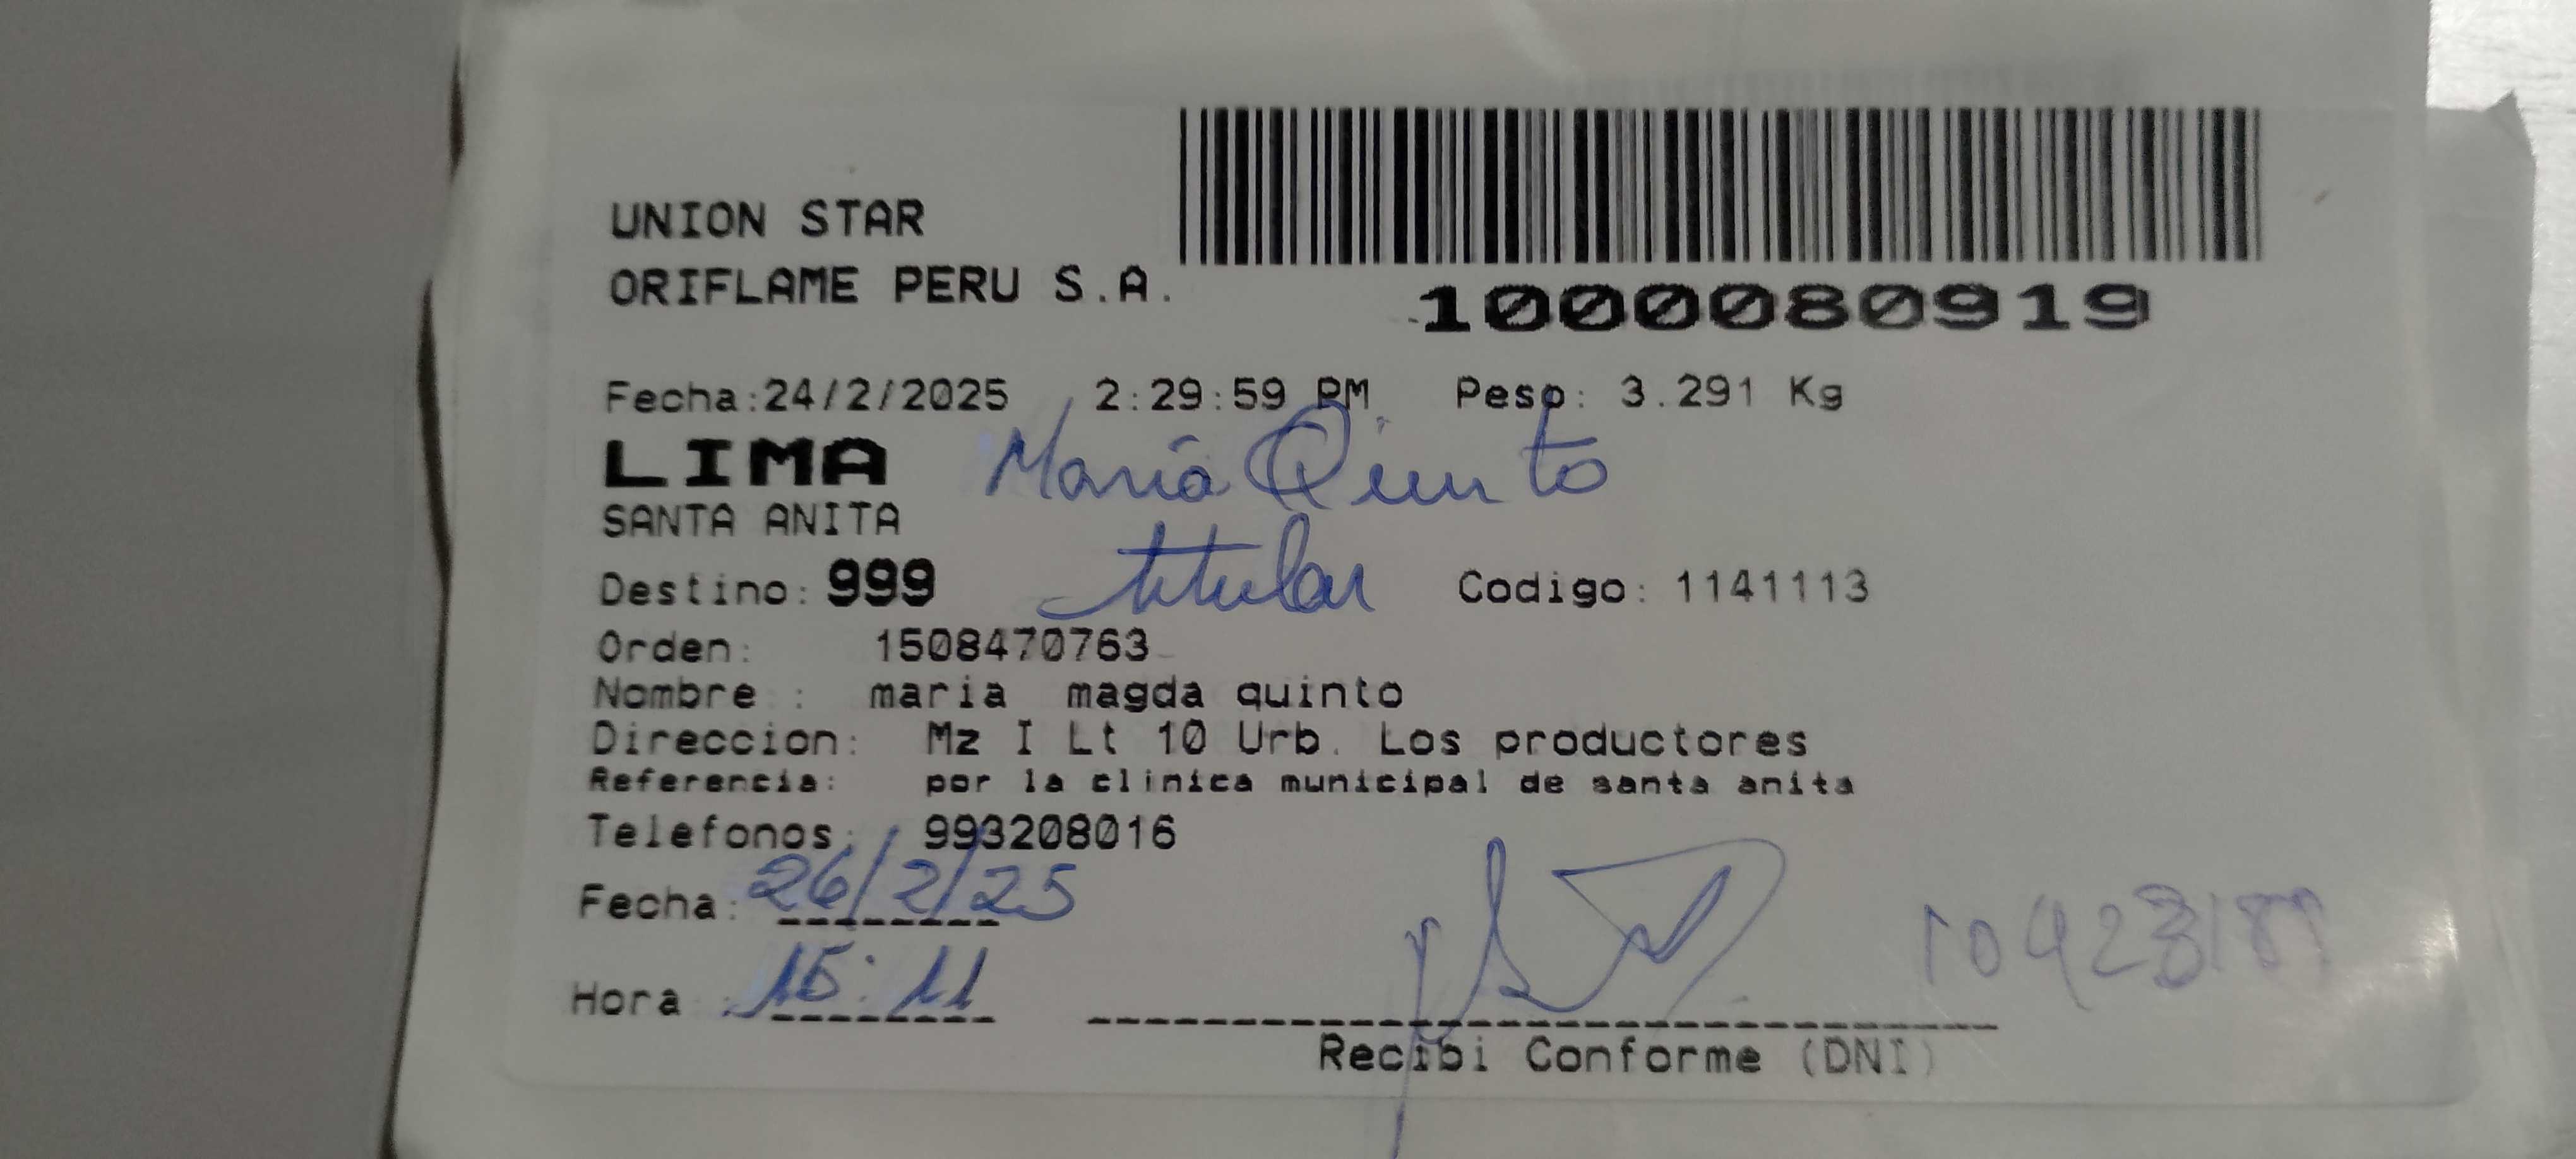 UNION STAR
ORIFLAME PERU S.A.
1000080919
Fecha:24/2/2025 2:29:59 PM Peso: 3.291 Kg
LIMA María Quinto
SANTA ANITA
titular
Destino: 999 Codigo: 1141113
Orden: 1508470763
Nombre : maria magda quinto
Direccion: Mz I Lt 10 Urb. Los productores
Referencia: por la clinica municipal de santa anita
Telefonos: 993208016
Fecha: 26/2/25
Hora : 15:11
Recibi Conforme (DNI)